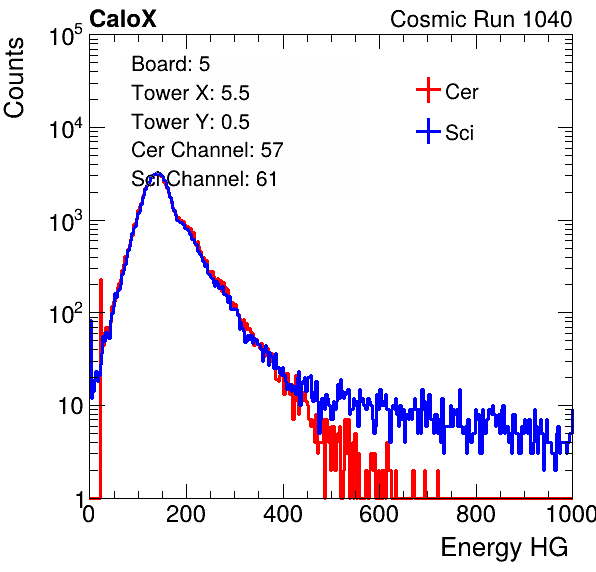 CaloX Cosmic Run 1040
Counts
Board: 5
Tower X: 5.5
Tower Y: 0.5
Cer Channel: 57
Sci Channel: 61
Cer
Sci
10^5
10^4
10^3
10^2
10
1
0 200 400 600 800 1000
Energy HG